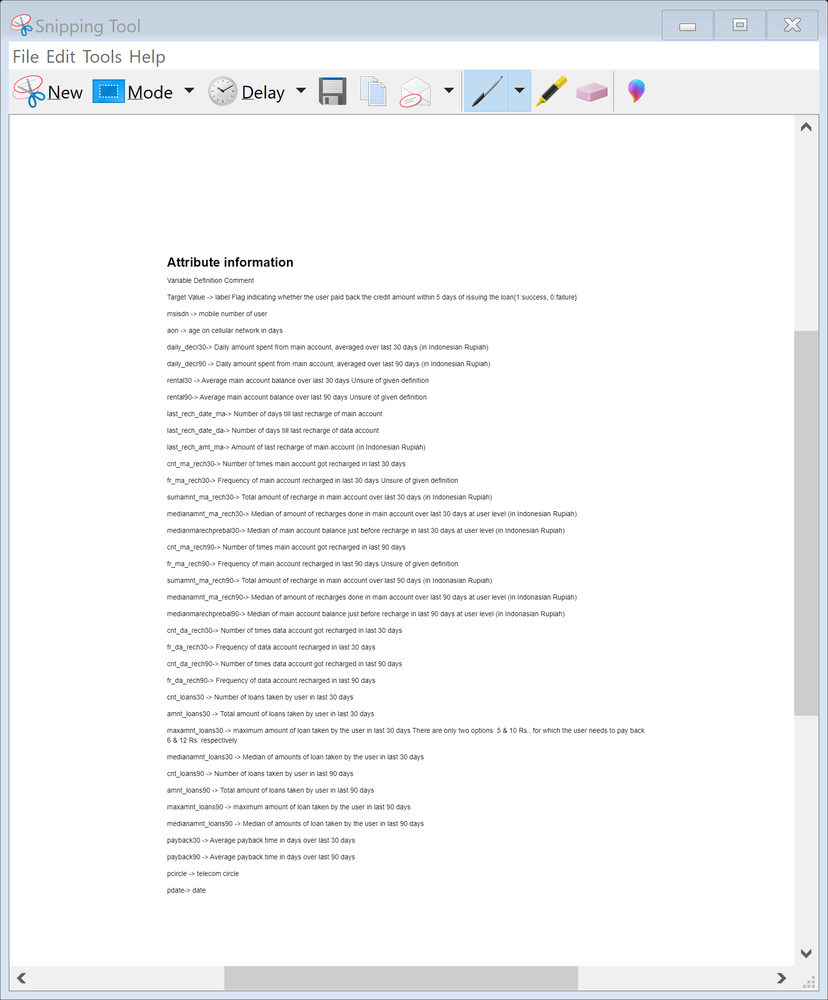 Snipping Tool
File Edit Tools Help
New Mode Delay
Attribute information
Variable Definition Comment
Target Value -> label Flag indicating whether the user paid back the credit amount within 5 days of issuing the loan{1:success, 0:failure}
msisdn -> mobile number of user
aon -> age on cellular network in days
daily_decr30-> Daily amount spent from main account, averaged over last 30 days (in Indonesian Rupiah)
daily_decr90 -> Daily amount spent from main account, averaged over last 90 days (in Indonesian Rupiah)
rental30 -> Average main account balance over last 30 days Unsure of given definition
rental90-> Average main account balance over last 90 days Unsure of given definition
last_rech_date_ma-> Number of days till last recharge of main account
last_rech_date_da-> Number of days till last recharge of data account
last_rech_amt_ma-> Amount of last recharge of main account (in Indonesian Rupiah)
cnt_ma_rech30-> Number of times main account got recharged in last 30 days
fr_ma_rech30-> Frequency of main account recharged in last 30 days Unsure of given definition
sumamnt_ma_rech30-> Total amount of recharge in main account over last 30 days (in Indonesian Rupiah)
medianamnt_ma_rech30-> Median of amount of recharges done in main account over last 30 days at user level (in Indonesian Rupiah)
medianmarechprebal30-> Median of main account balance just before recharge in last 30 days at user level (in Indonesian Rupiah)
cnt_ma_rech90-> Number of times main account got recharged in last 90 days
fr_ma_rech90-> Frequency of main account recharged in last 90 days Unsure of given definition
sumamnt_ma_rech90-> Total amount of recharge in main account over last 90 days (in Indonasian Rupiah)
medianamnt_ma_rech90-> Median of amount of recharges done in main account over last 90 days at user level (in Indonasian Rupiah)
medianmarechprebal90-> Median of main account balance just before recharge in last 90 days at user level (in Indonasian Rupiah)
cnt_da_rech30-> Number of times data account got recharged in last 30 days
fr_da_rech30-> Frequency of data account recharged in last 30 days
cnt_da_rech90-> Number of times data account got recharged in last 90 days
fr_da_rech90-> Frequency of data account recharged in last 90 days
cnt_loans30 -> Number of loans taken by user in last 30 days
amnt_loans30 -> Total amount of loans taken by user in last 30 days
maxamnt_loans30 -> maximum amount of loan taken by the user in last 30 days There are only two options: 5 & 10 Rs., for which the user needs to pay back
6 & 12 Rs. respectively
medianamnt_loans30 -> Median of amounts of loan taken by the user in last 30 days
cnt_loans90 -> Number of loans taken by user in last 90 days
amnt_loans90 -> Total amount of loans taken by user in last 90 days
maxamnt_loans90 -> maximum amount of loan taken by the user in last 90 days
medianamnt_loans90 -> Median of amounts of loan taken by the user in last 90 days
payback30 -> Average payback time in days over last 30 days
payback90 -> Average payback time in days over last 90 days
pcircle -> telecom circle
pdate-> date